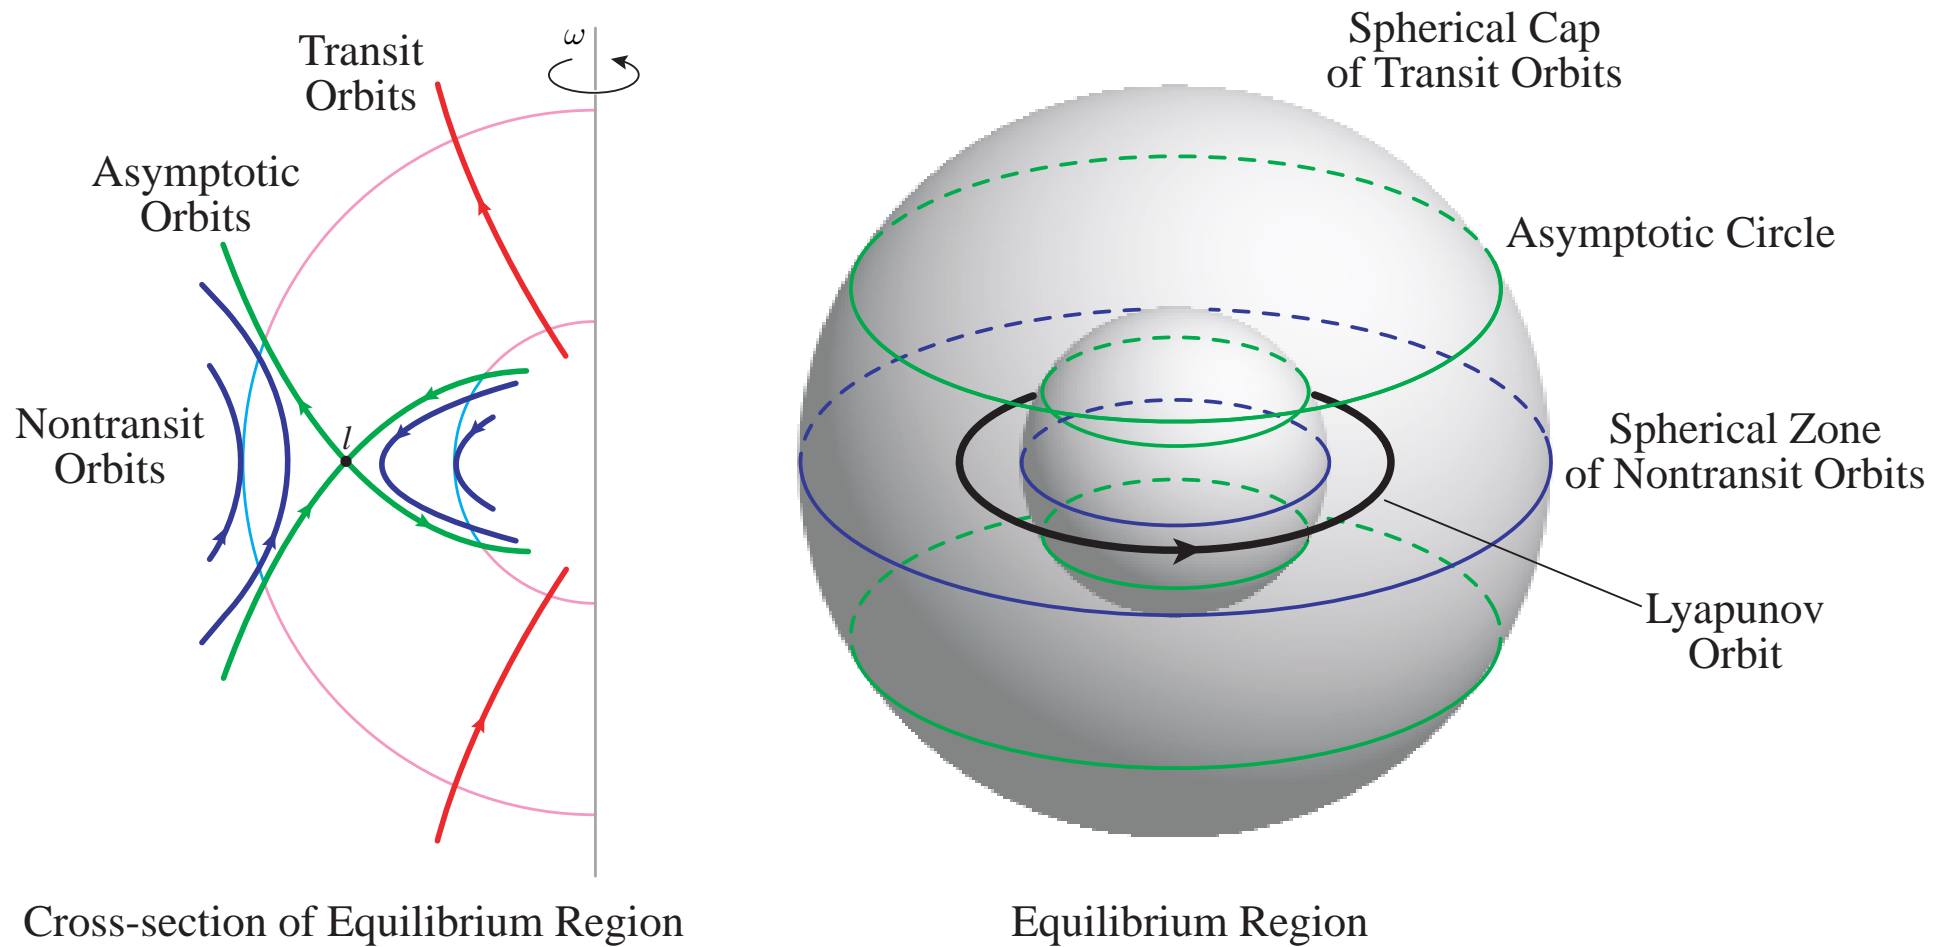 Transit
Orbits
ω
Asymptotic
Orbits
Nontransit
Orbits
l
Cross-section of Equilibrium Region
Spherical Cap
of Transit Orbits
Asymptotic Circle
Spherical Zone
of Nontransit Orbits
Lyapunov
Orbit
Equilibrium Region